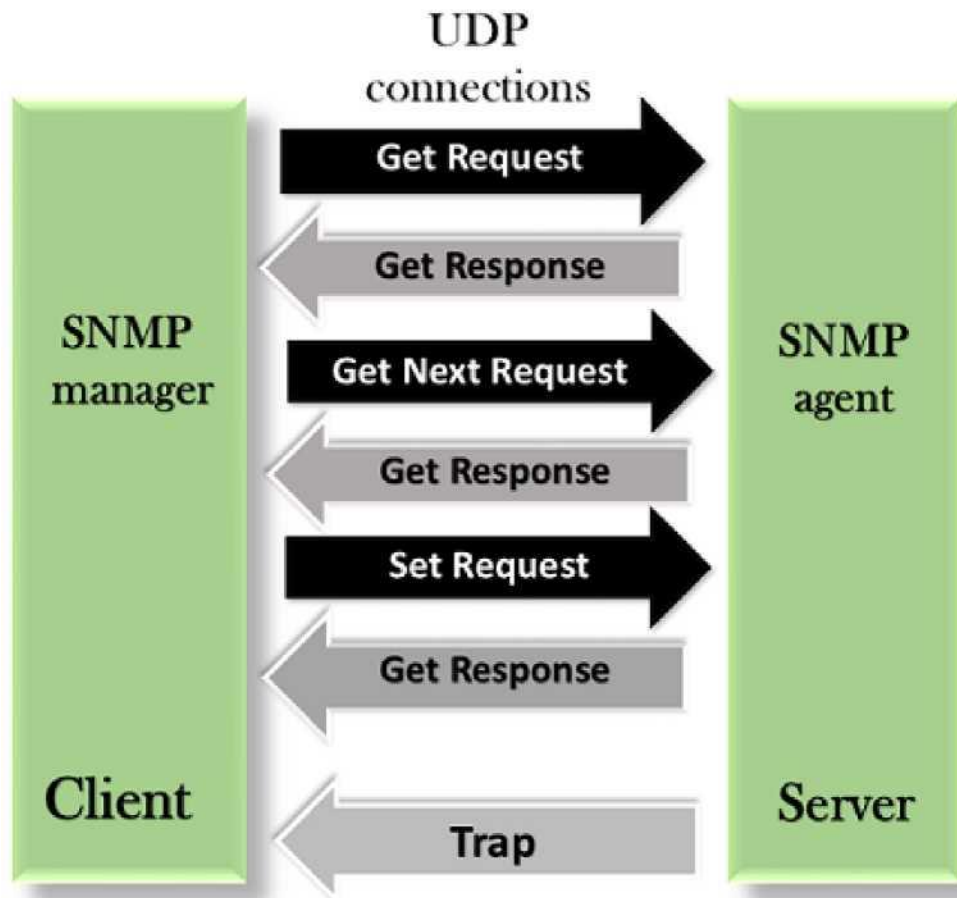 UDP
connections
Get Request
Get Response
SNMP
manager
Get Next Request
SNMP
agent
Get Response
Set Request
Get Response
Client
Server
Trap